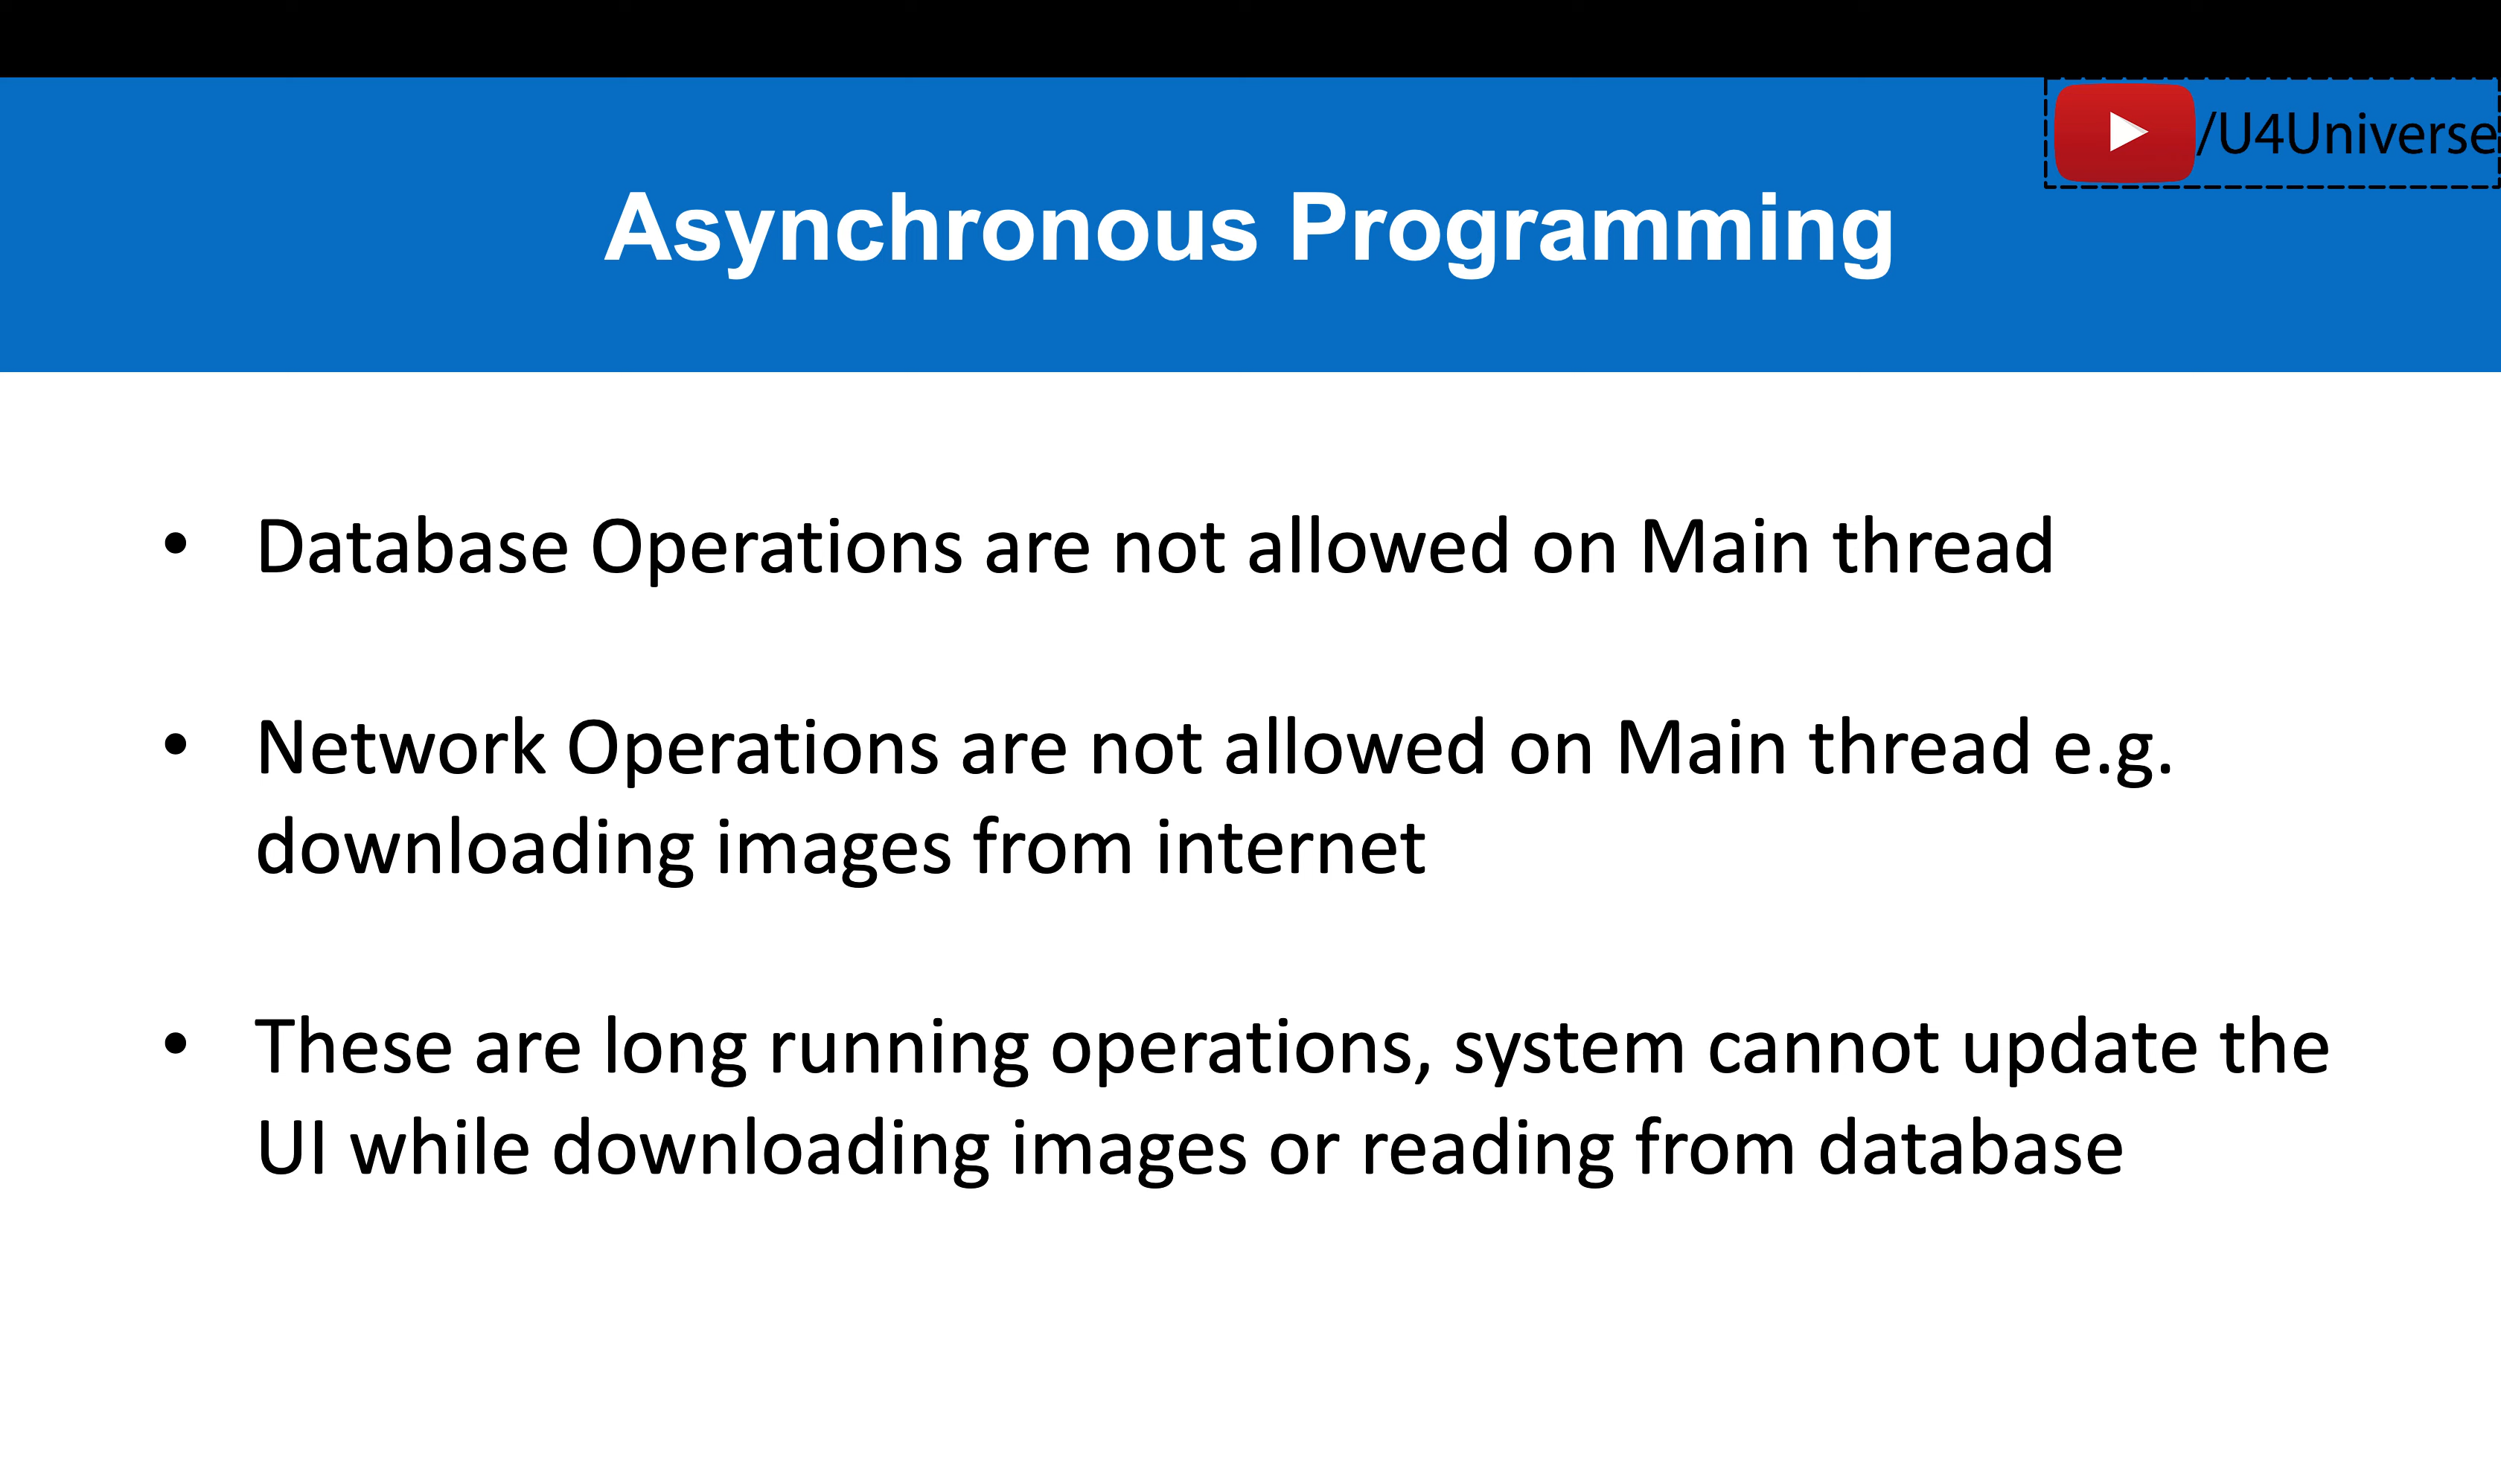 /U4Universe
Asynchronous Programming
• Database Operations are not allowed on Main thread
• Network Operations are not allowed on Main thread e.g.
downloading images from internet
• These are long running operations, system cannot update the
UI while downloading images or reading from database